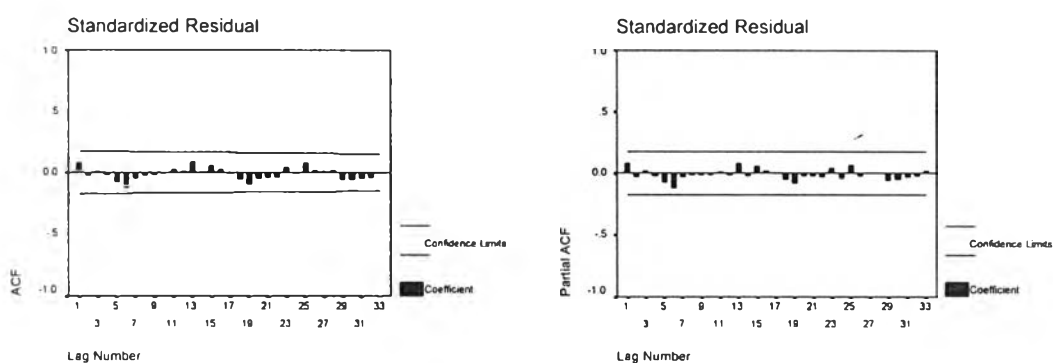 Standardized Residual
1.0
.5
0.0
-.5
-1.0
ACF
1 5 9 13 17 21 25 29 33
3 7 11 15 19 23 27 31
Lag Number
Confidence Limits
Coefficient
Standardized Residual
1.0
.5
0.0
-.5
-1.0
Partial ACF
1 5 9 13 17 21 25 29 33
3 7 11 15 19 23 27 31
Lag Number
Confidence Limits
Coefficient